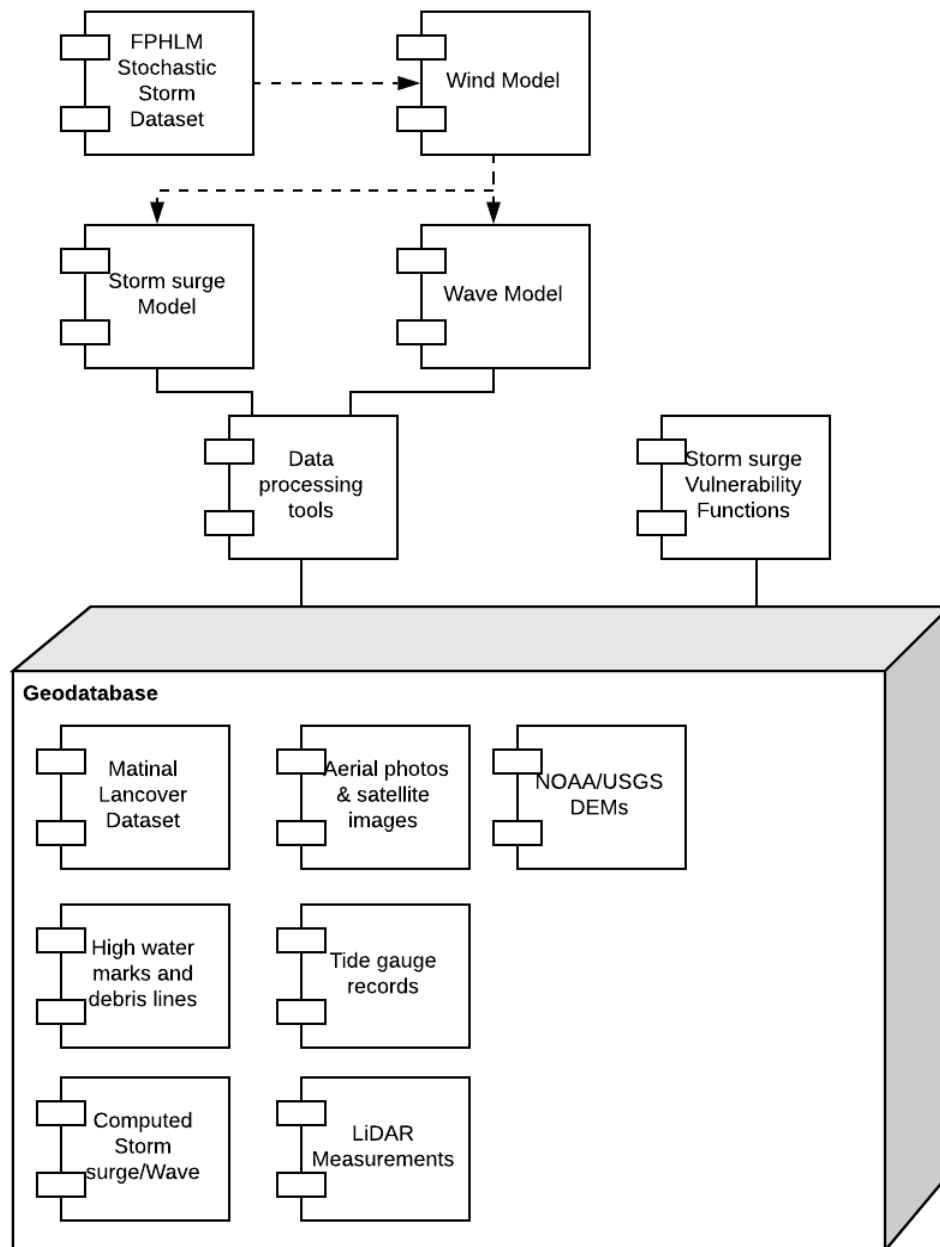 FPHLM
Stochastic
Storm
Dataset
Wind Model
Storm surge
Model
Wave Model
Data
processing
tools
Storm surge
Vulnerability
Functions
Geodatabase
Matinal
Lancover
Dataset
Aerial photos
& satellite
images
NOAA/USGS
DEMs
High water
marks and
debris lines
Tide gauge
records
Computed
Storm
surge/Wave
LiDAR
Measurements